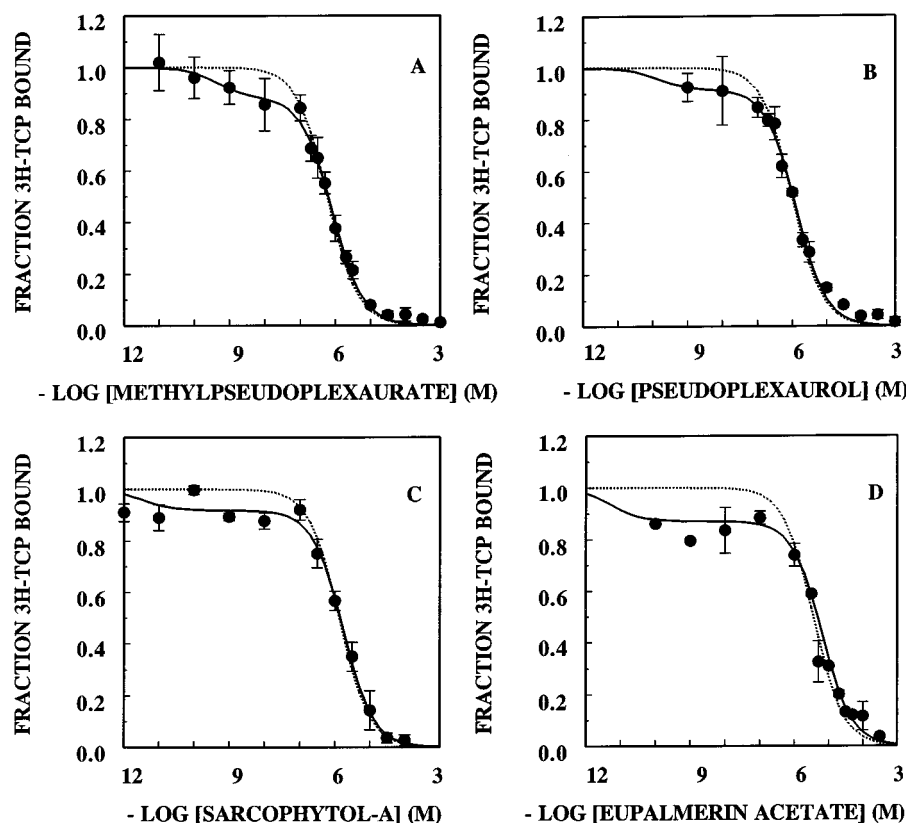 FRACTION 3H-TCP BOUND
1.2
1.0
0.8
0.6
0.4
0.2
0.0
A
12 9 6 3
- LOG [METHYLPSEUDOPLEXAURATE] (M)
FRACTION 3H-TCP BOUND
1.2
1.0
0.8
0.6
0.4
0.2
0.0
B
12 9 6 3
- LOG [PSEUDOPLEXAUROL] (M)
FRACTION 3H-TCP BOUND
1.2
1.0
0.8
0.6
0.4
0.2
0.0
C
12 9 6 3
- LOG [SARCOPHYTOL-A] (M)
FRACTION 3H-TCP BOUND
1.2
1.0
0.8
0.6
0.4
0.2
0.0
D
12 9 6 3
- LOG [EUPALMERIN ACETATE] (M)